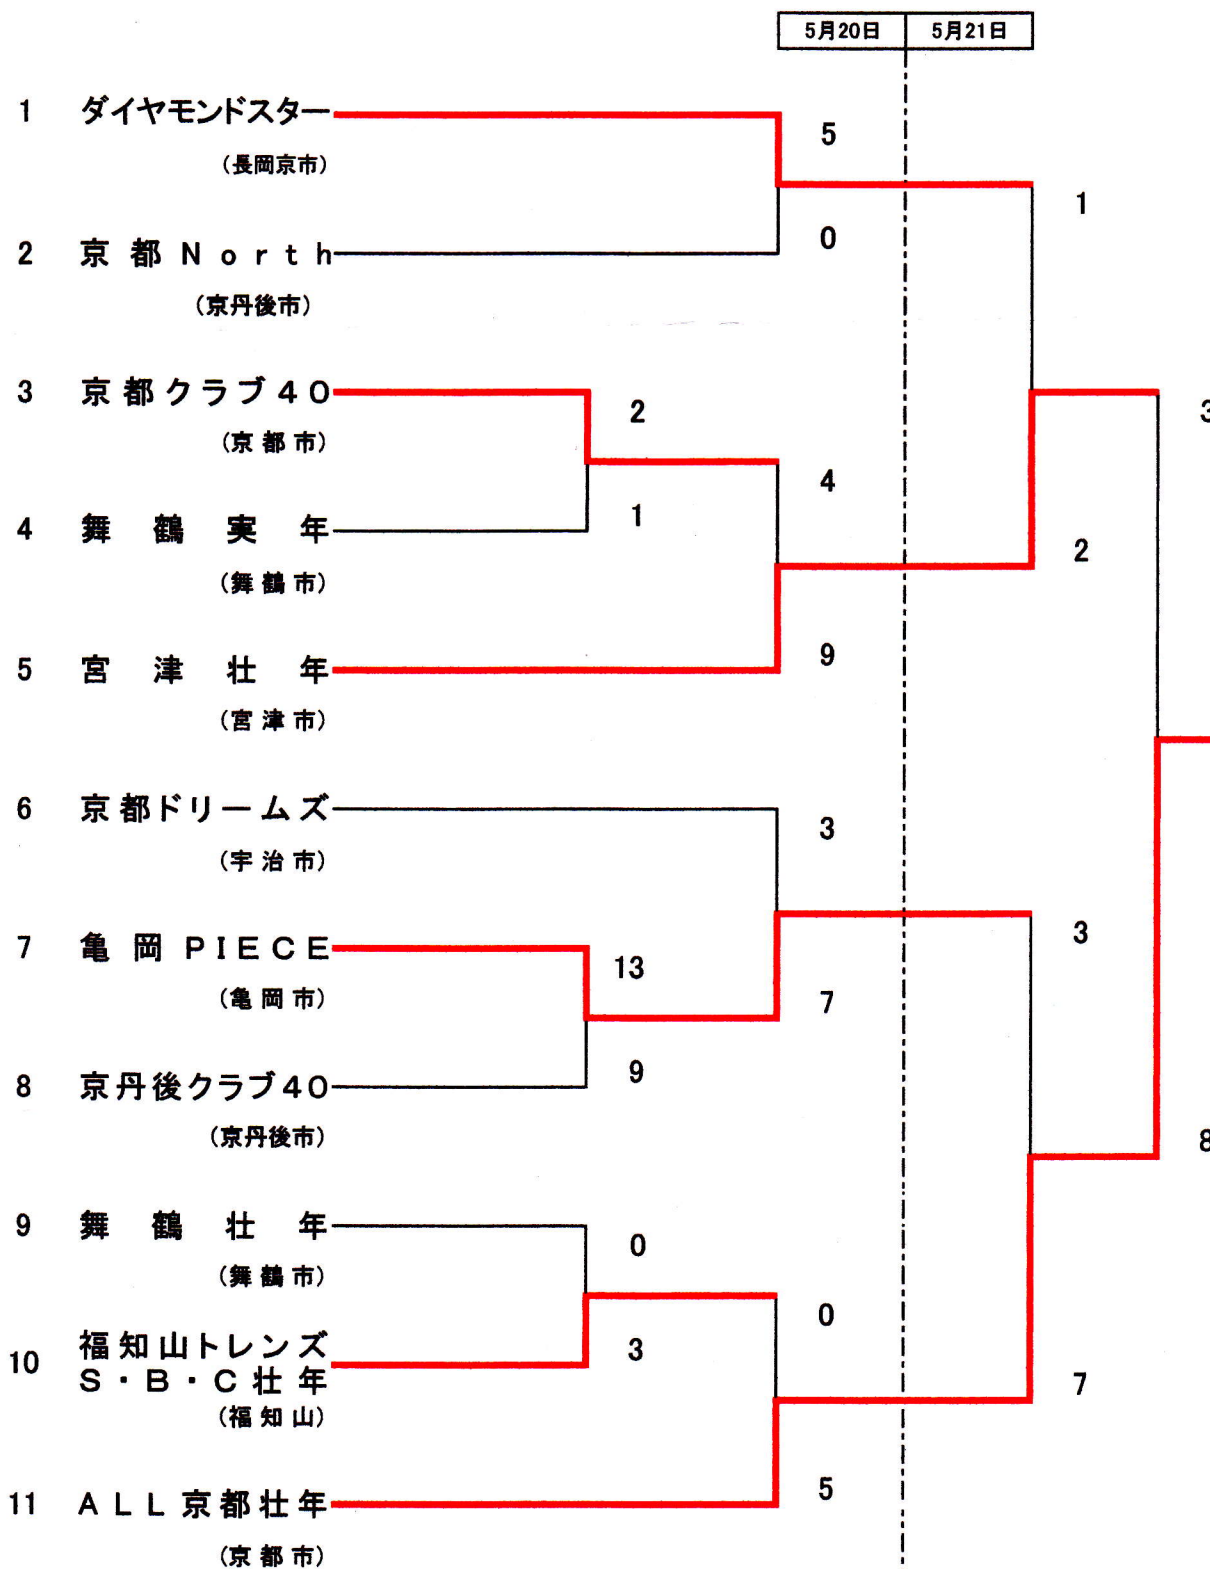 5月20日 5月21日
1 ダイヤモンドスター
5
(長岡京市)
1
2 京都North
0
(京丹後市)
3 京都クラブ40
2
3
(京都市)
4
4 舞鶴実年
1
2
(舞鶴市)
5 宮津壮年
9
(宮津市)
6 京都ドリームズ
3
(宇治市)
7 亀岡PIECE
13
3
(亀岡市)
7
8 京丹後クラブ40
9
(京丹後市)
8
9 舞鶴壮年
0
(舞鶴市)
0
10 福知山トレンズ
S・B・C壮年
3
(福知山)
7
11 ALL京都壮年
5
(京都市)